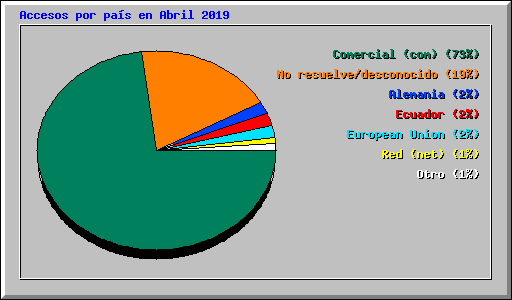 Accesos por país en Abril 2019
Comercial (com) (73%)
No resuelve/desconocido (19%)
Alemania (2%)
Ecuador (2%)
European Union (2%)
Red (net) (1%)
Otro (1%)